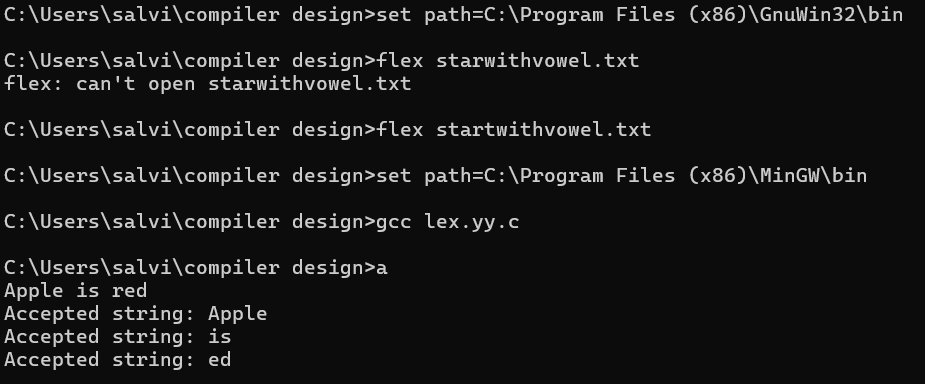 C:\Users\salvi\compiler design>set path=C:\Program Files (x86)\GnuWin32\bin
C:\Users\salvi\compiler design>flex starwithvowel.txt
flex: can't open starwithvowel.txt
C:\Users\salvi\compiler design>flex startwithvowel.txt
C:\Users\salvi\compiler design>set path=C:\Program Files (x86)\MinGW\bin
C:\Users\salvi\compiler design>gcc lex.yy.c
C:\Users\salvi\compiler design>a
Apple is red
Accepted string: Apple
Accepted string: is
Accepted string: ed